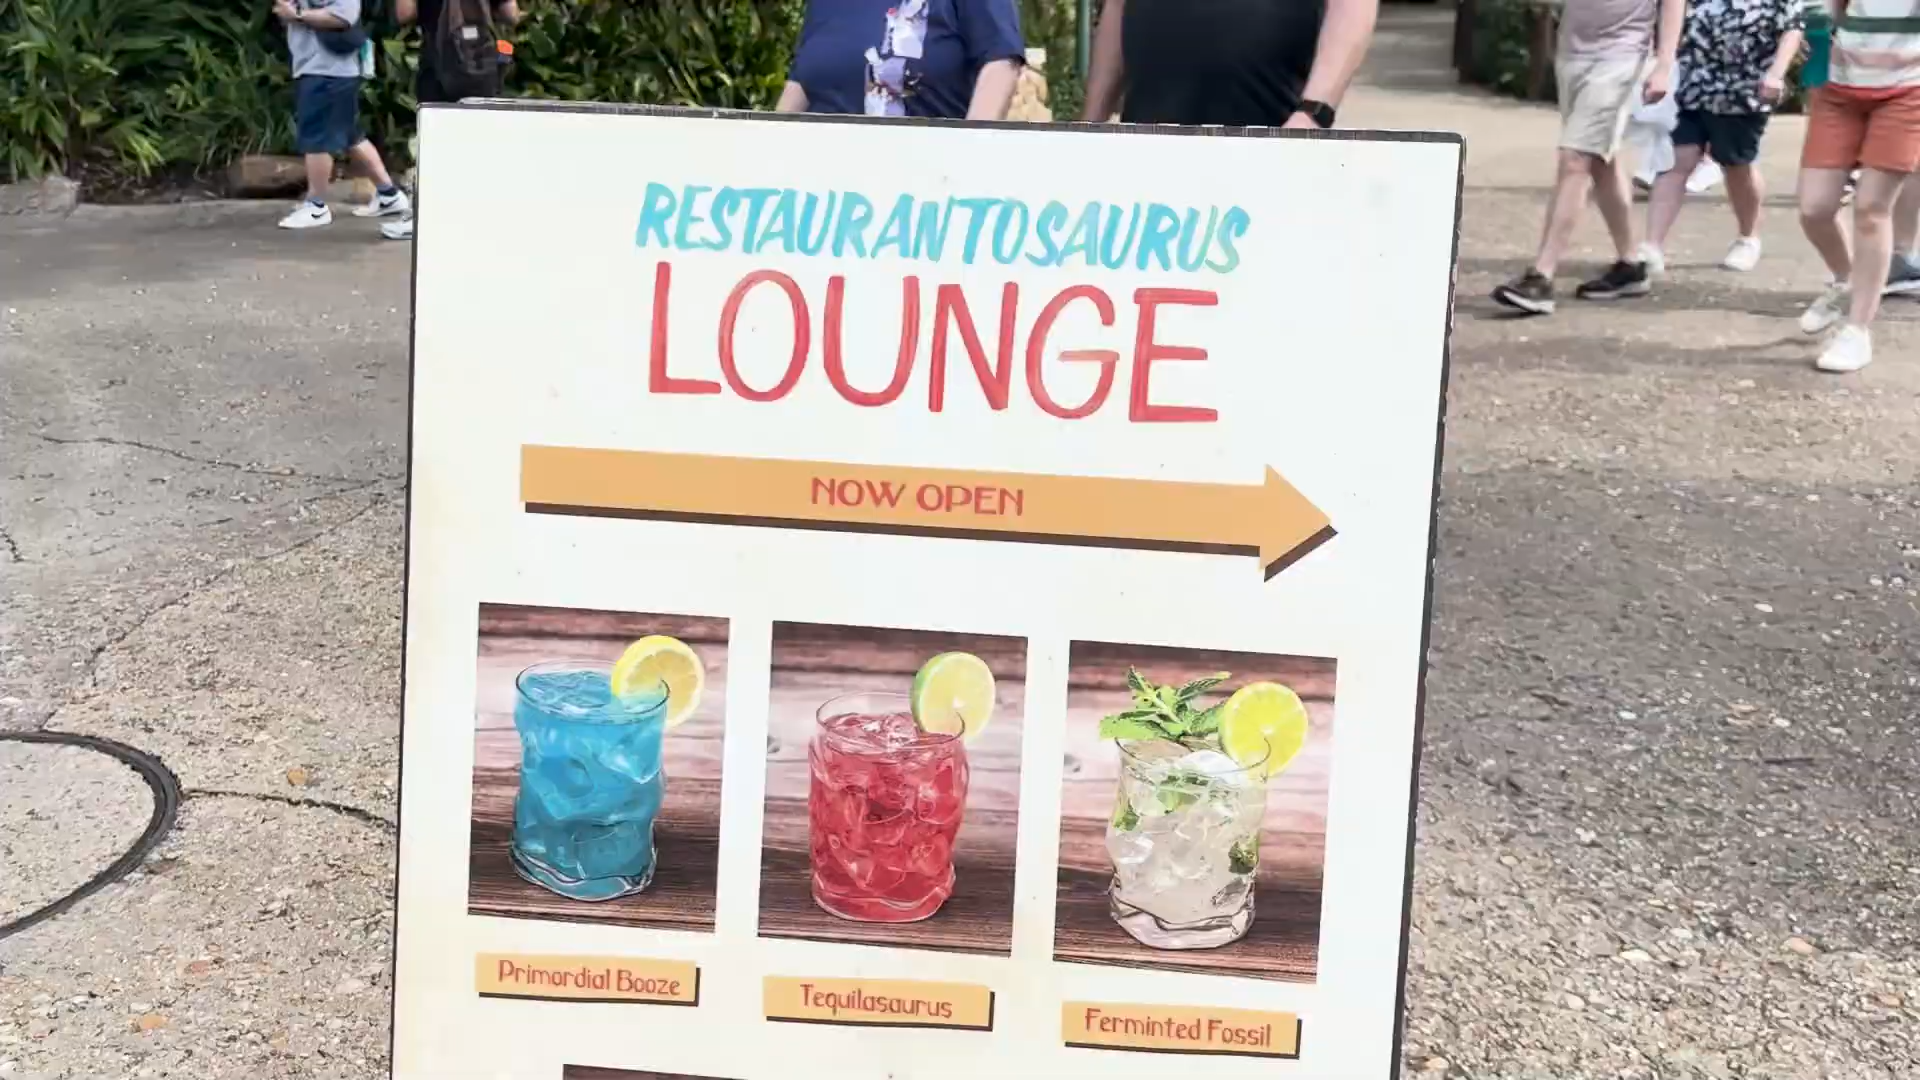 RESTAURANTOSAURUS
LOUNGE
NOW OPEN
Primordial Booze
Tequilasaurus
Ferminted Fossil